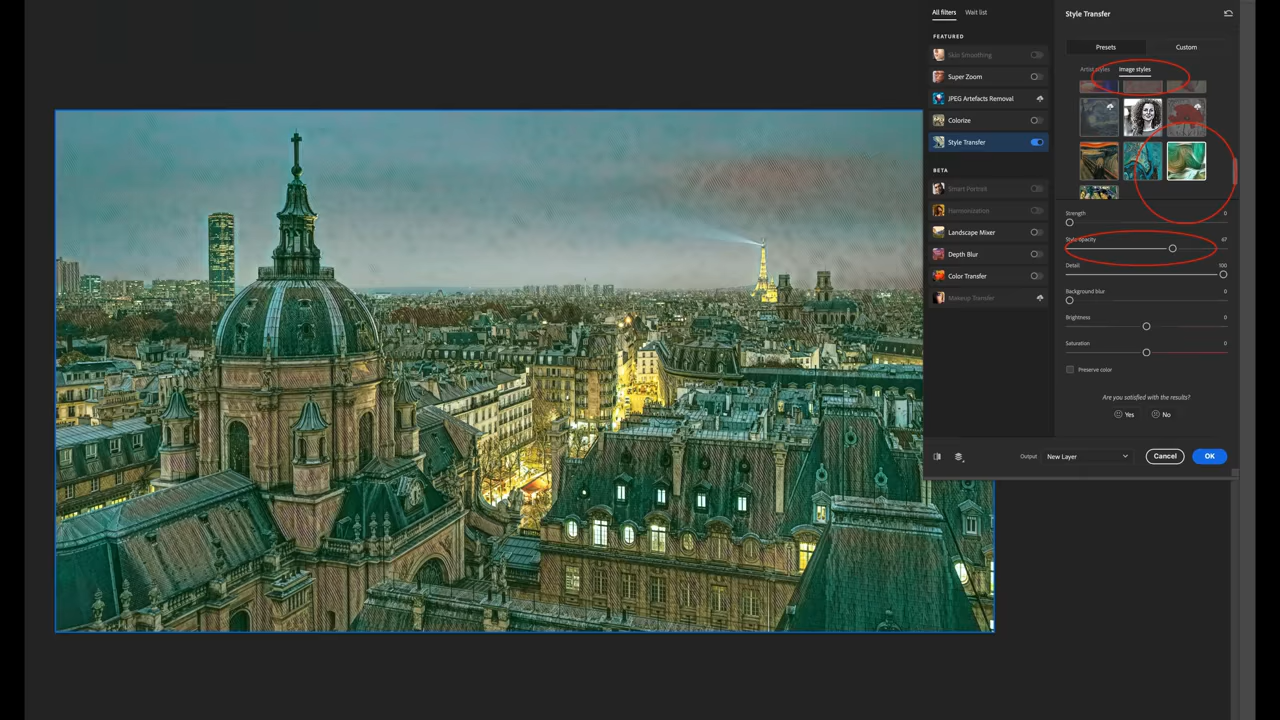 All filters Wait list
FEATURED
Skin Smoothing
Super Zoom
JPEG Artefacts Removal
Colorize
Style Transfer
BETA
Smart Portrait
Harmonization
Landscape Mixer
Depth Blur
Color Transfer
Makeup Transfer
Style Transfer
Presets Custom
Artist styles Image styles
Strength 0
Style opacity 67
Detail 100
Background blur 0
Brightness 0
Saturation 0
Preserve color
Are you satisfied with the results?
Yes No
Output New Layer Cancel OK